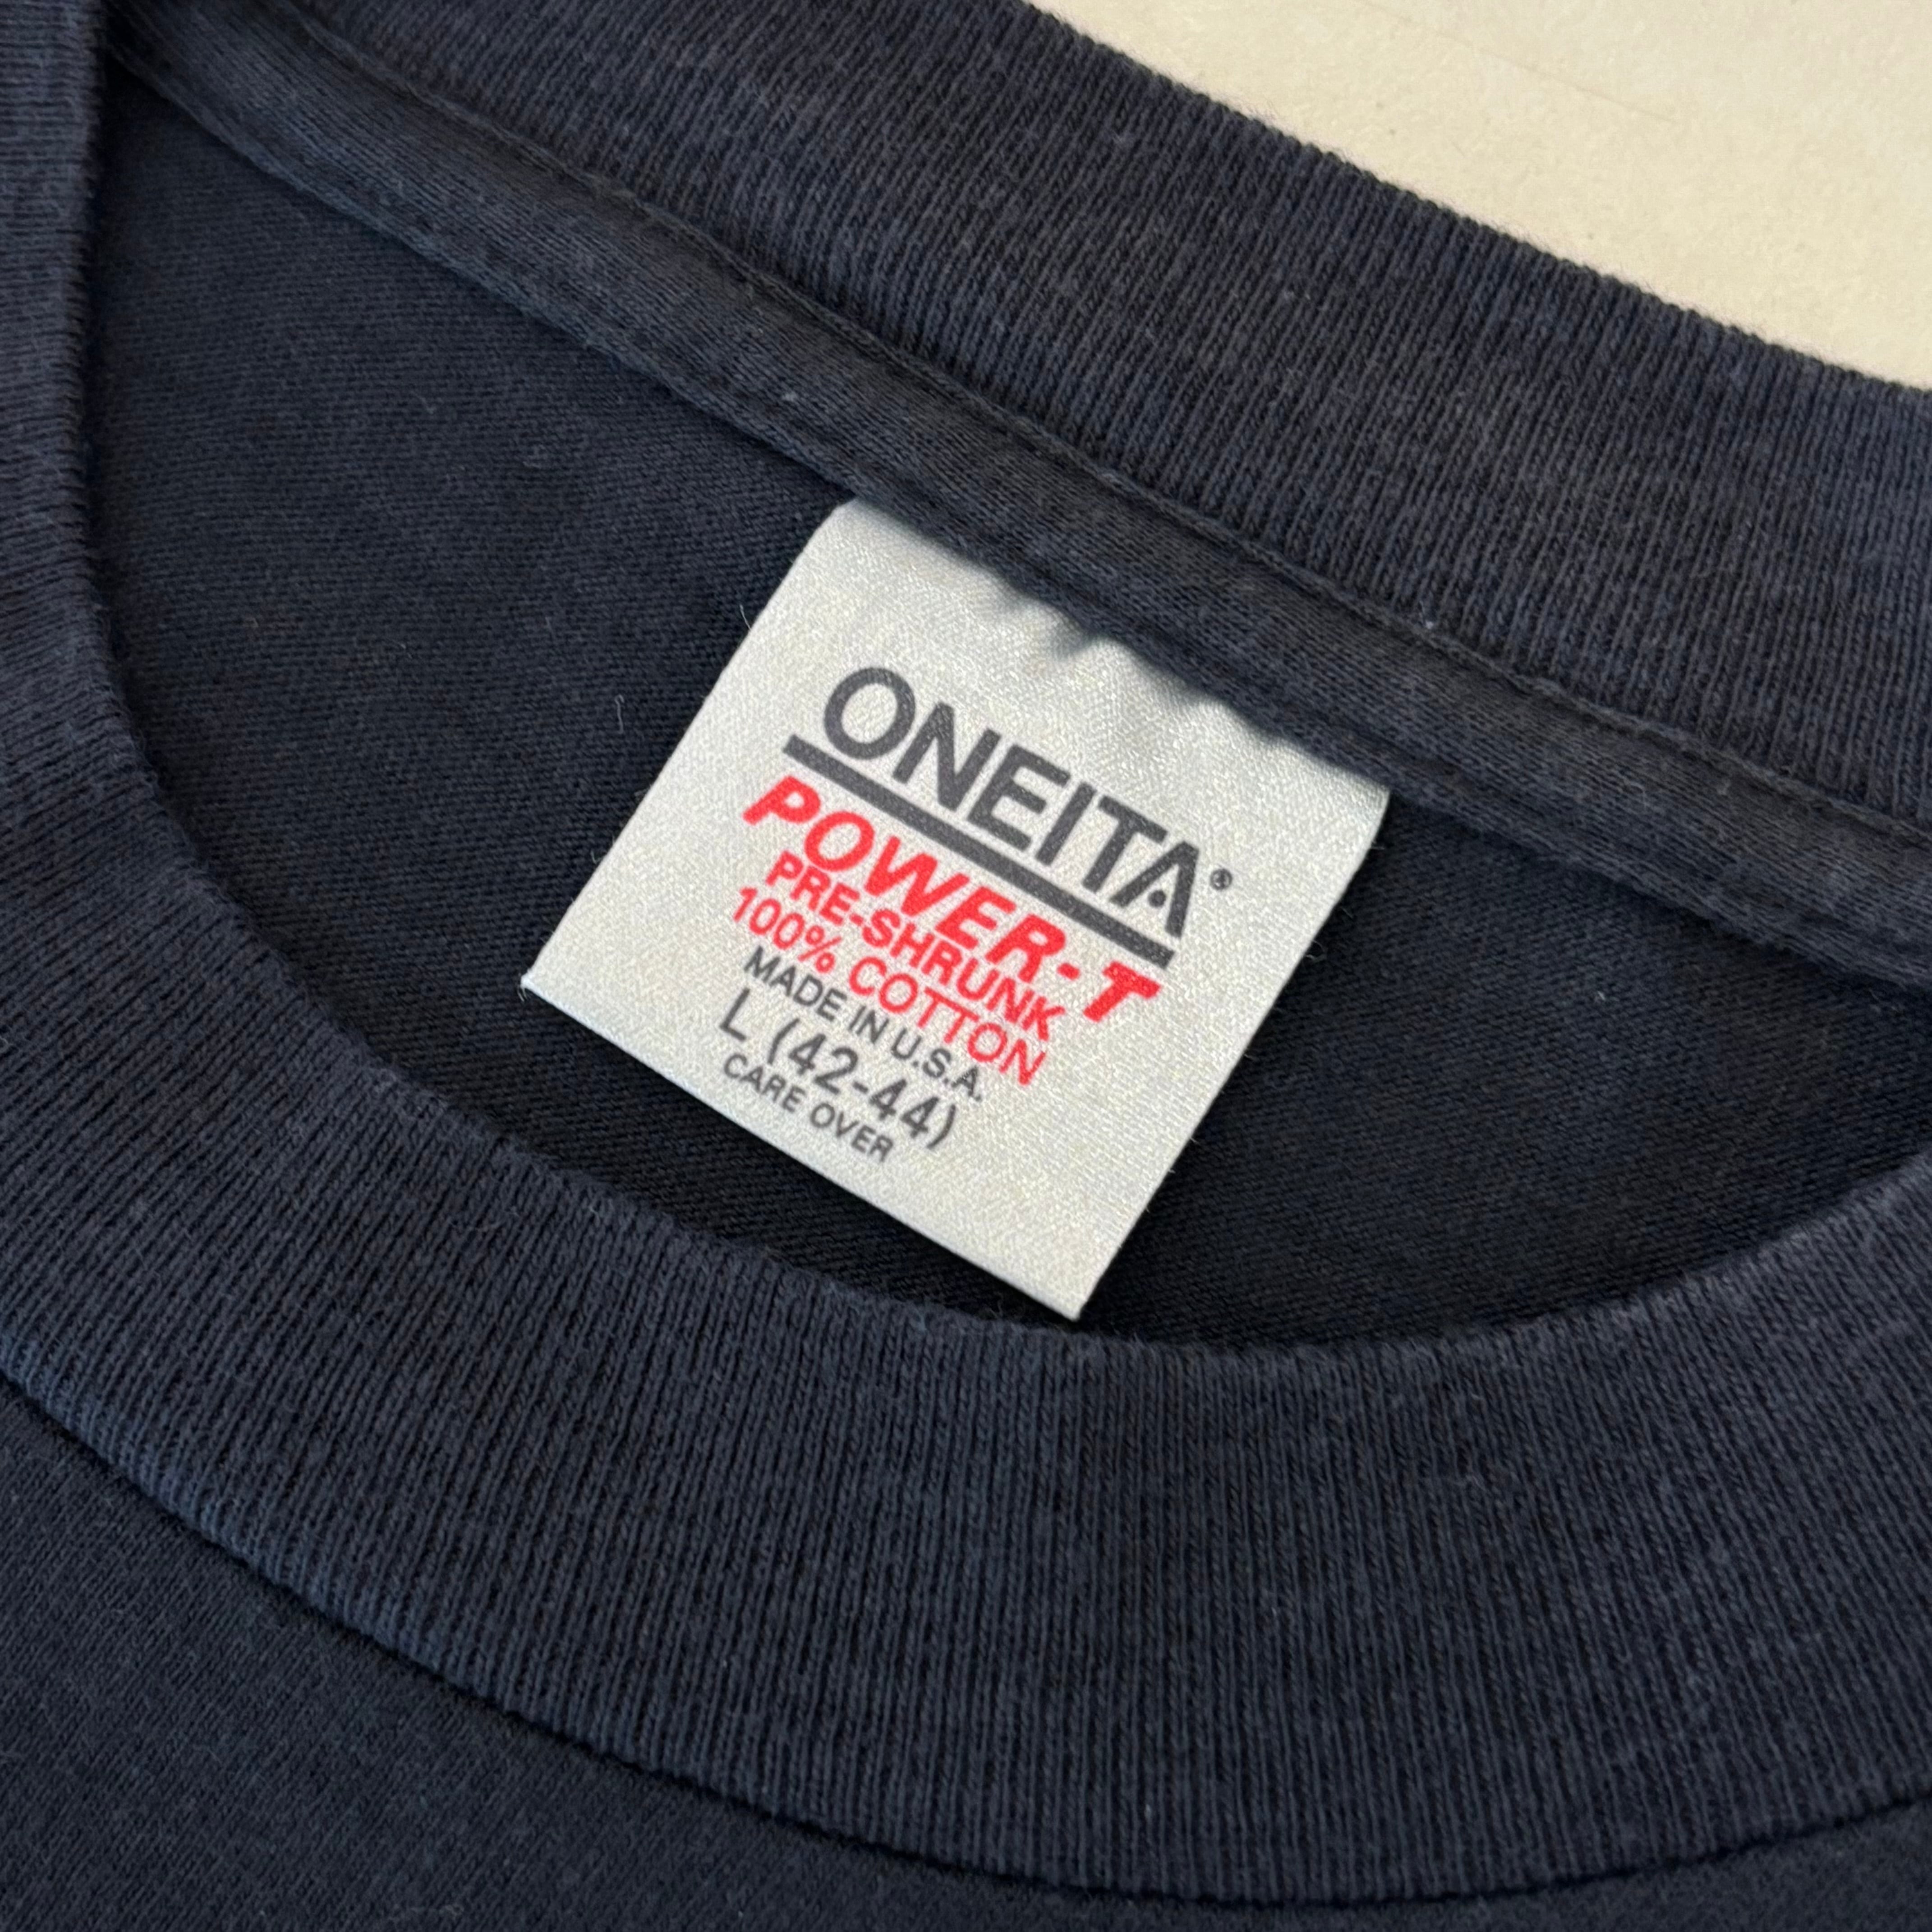 ONEITA®
POWER-T
PRE-SHRUNK
100% COTTON
MADE IN U.S.A.
L (42-44)
CARE OVER